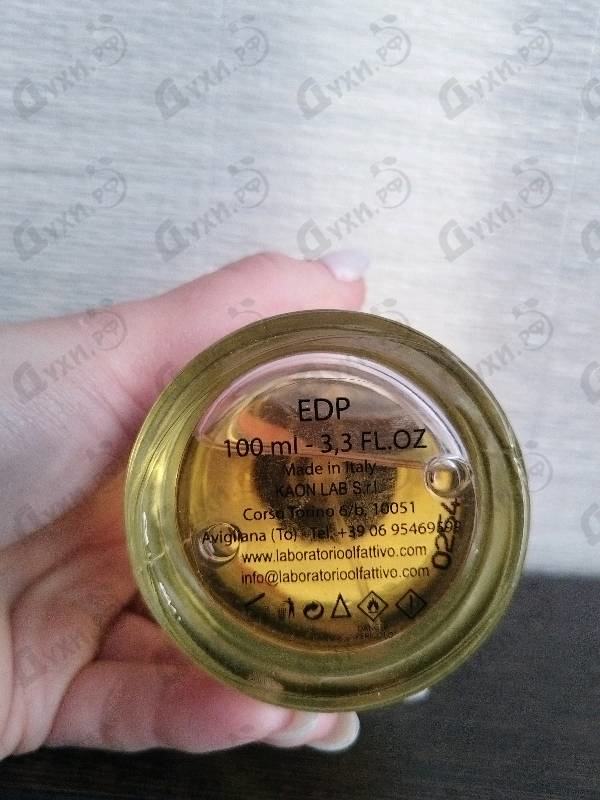 EDP
100 ml - 3,3 FL.OZ
Made in Italy
KAON LAB S.r.l.
Corso Torino 6/b, 10051
Avigliana (To) - Tel. +39 06
www.laboratorioolfattivo.com
info@laboratorioolfattivo.com
Духи.РФ